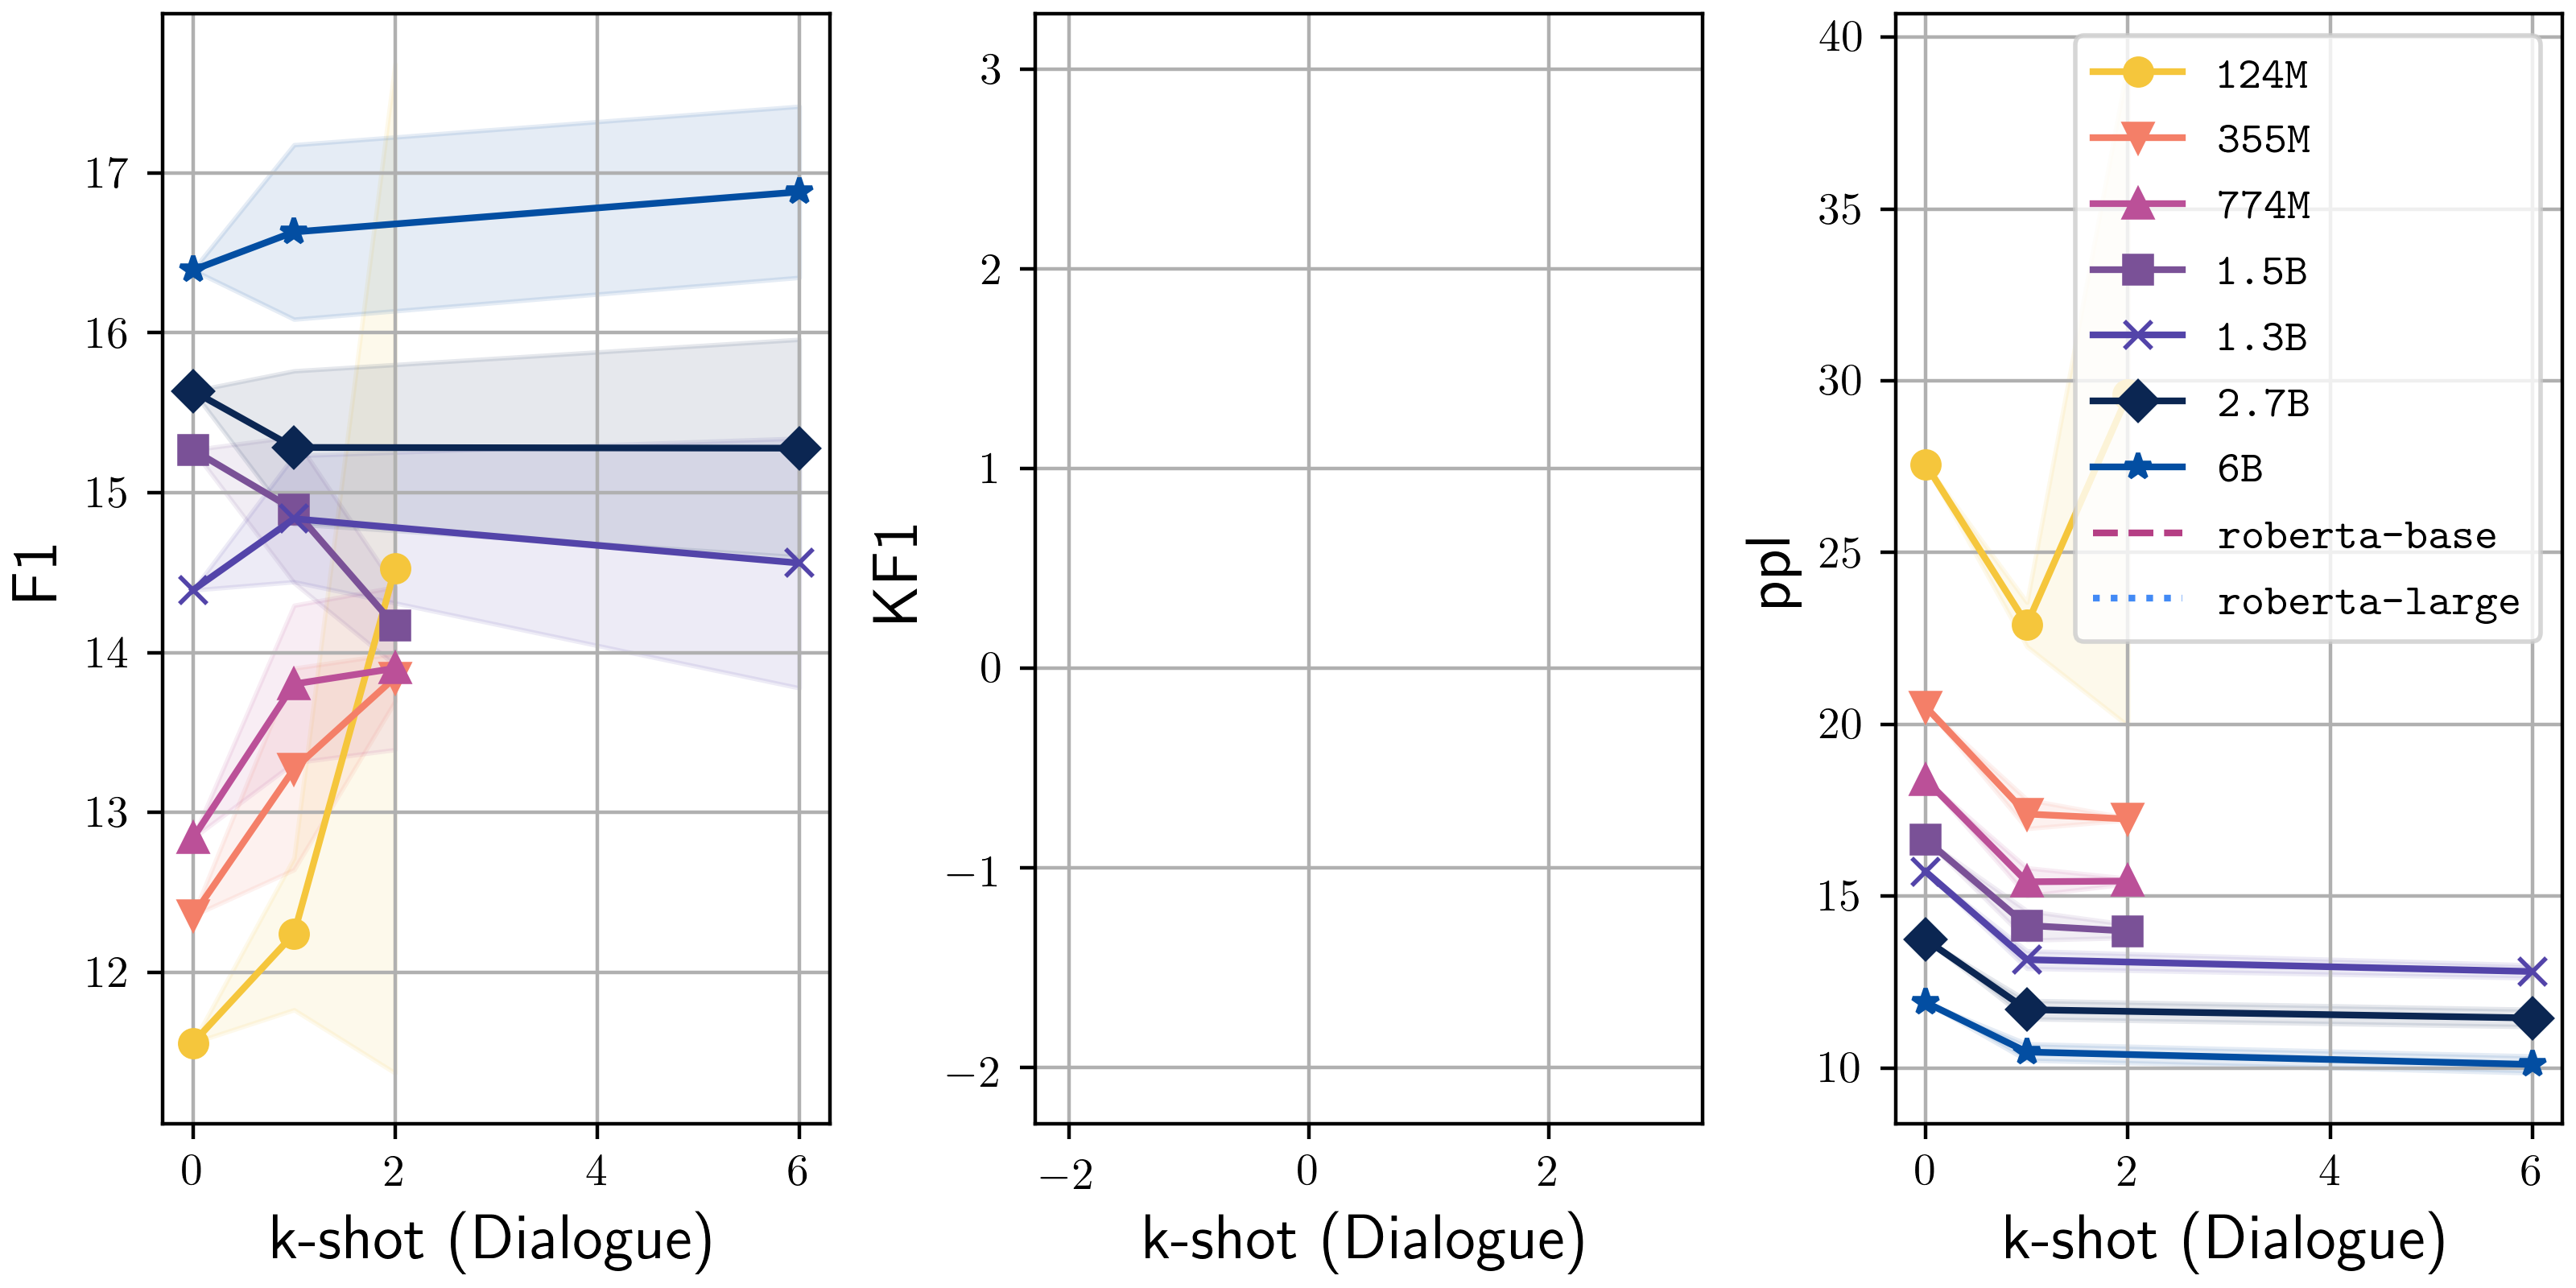 F1
17
16
15
14
13
12
0 2 4 6
k-shot (Dialogue)
KF1
3
2
1
0
−1
−2
−2 0 2
k-shot (Dialogue)
ppl
40
35
30
25
20
15
10
0 2 4 6
k-shot (Dialogue)
124M
355M
774M
1.5B
1.3B
2.7B
6B
roberta-base
roberta-large